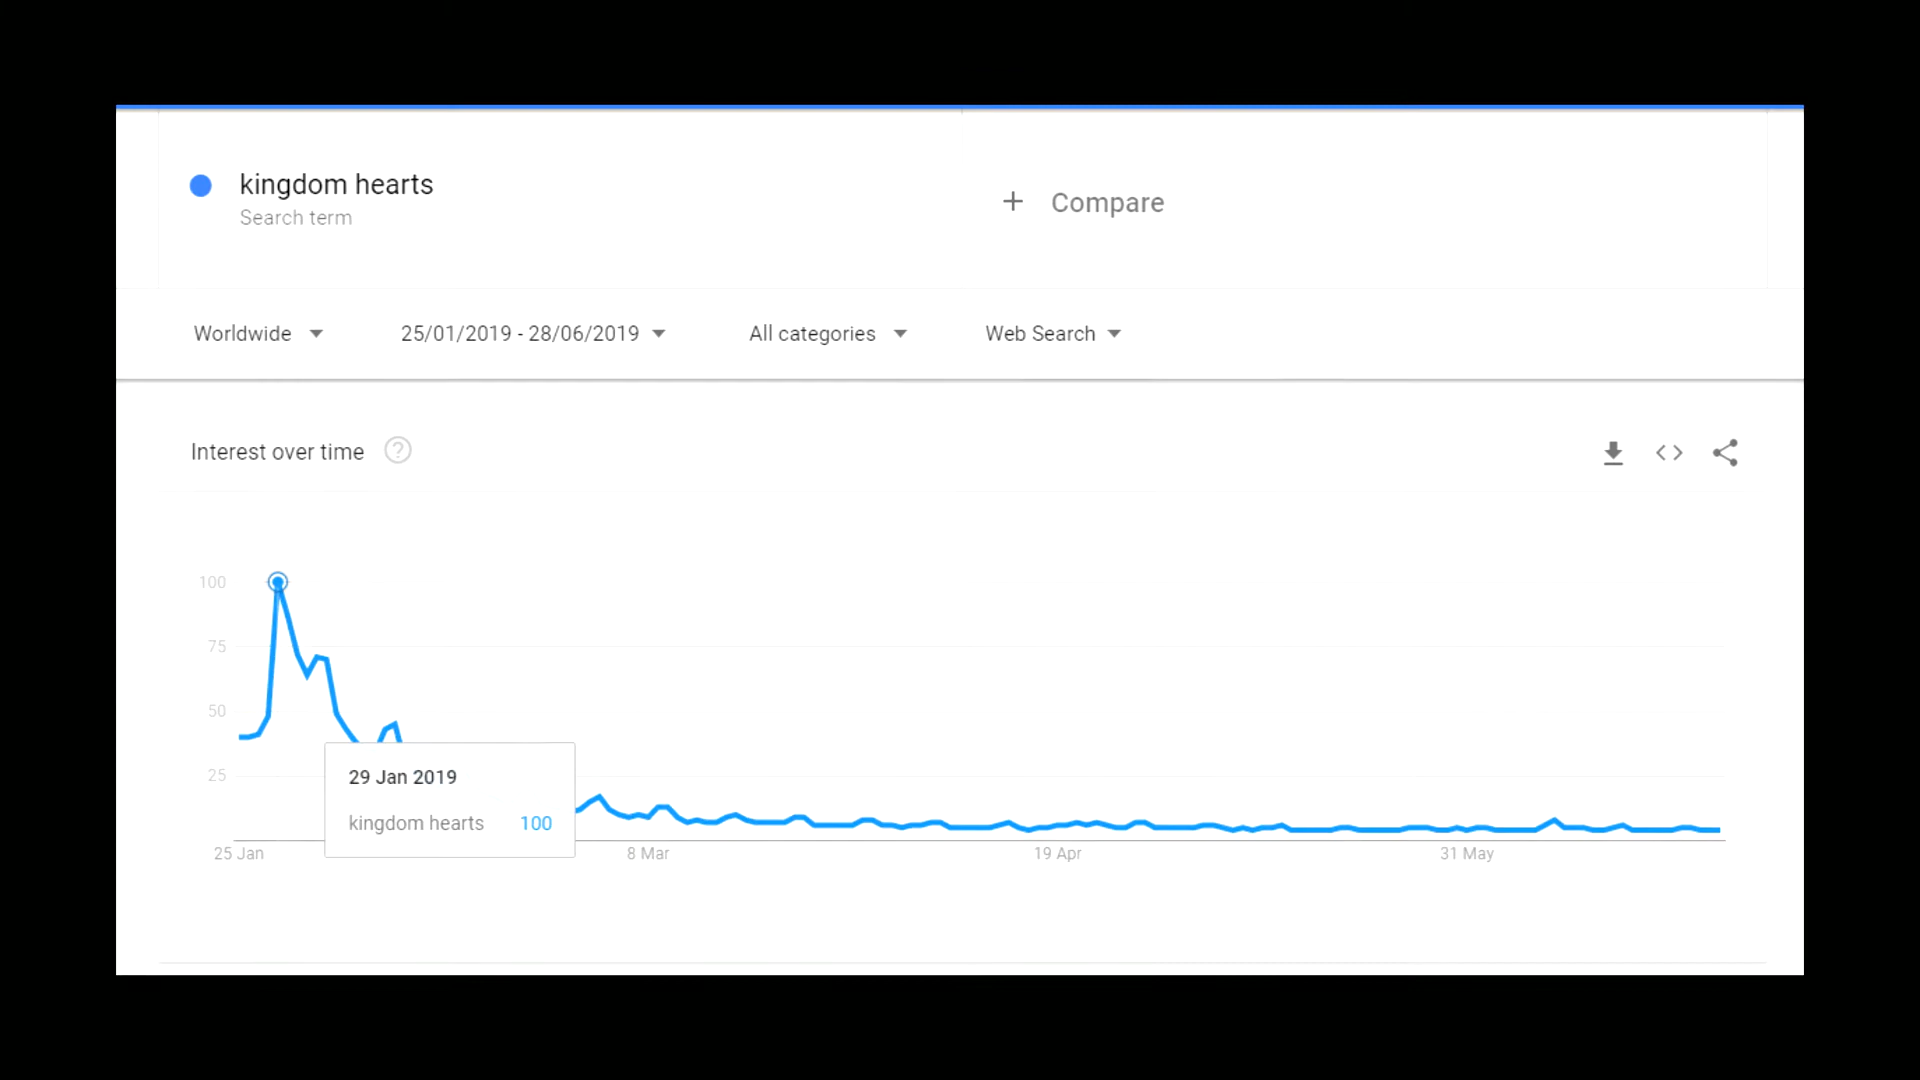 kingdom hearts
Search term
+ Compare
Worldwide
25/01/2019 - 28/06/2019
All categories
Web Search
Interest over time ?
100
75
50
25
29 Jan 2019
kingdom hearts 100
25 Jan
8 Mar
19 Apr
31 May